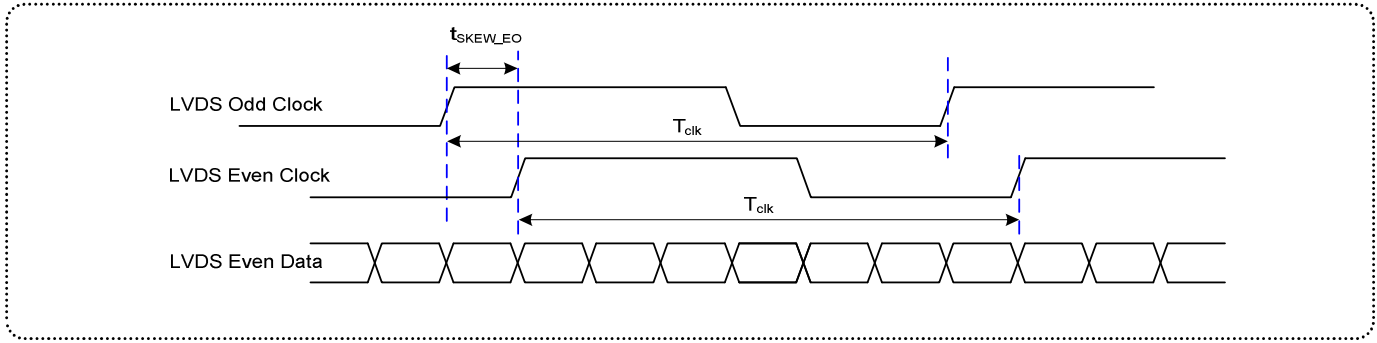 tSKEW_EO
LVDS Odd Clock
Tclk
LVDS Even Clock
Tclk
LVDS Even Data